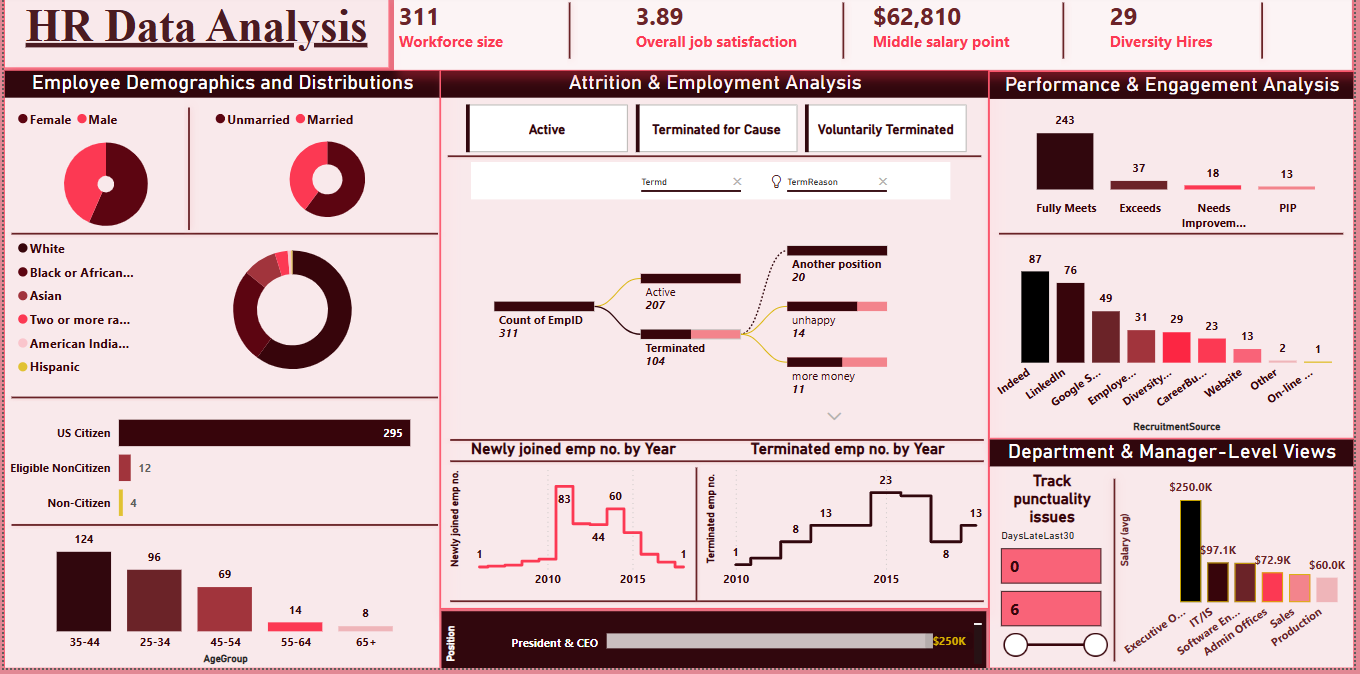 HR Data Analysis
311
Workforce size
3.89
Overall job satisfaction
$62,810
Middle salary point
29
Diversity Hires
Employee Demographics and Distributions
Female Male
Unmarried Married
White
Black or African...
Asian
Two or more ra...
American India...
Hispanic
US Citizen 295
Eligible NonCitizen 12
Non-Citizen 4
124 96 69 14 8
35-44 25-34 45-54 55-64 65+
AgeGroup
Attrition & Employment Analysis
Active
Terminated for Cause
Voluntarily Terminated
Termd
TermReason
Count of EmpID
311
Active
207
Terminated
104
Another position
20
unhappy
14
more money
11
Newly joined emp no. by Year
Newly joined emp no.
1 83 44 60 1
2010 2015
Terminated emp no. by Year
Terminated emp no.
1 8 13 23 8 13
2010 2015
Position
President & CEO $250K
Performance & Engagement Analysis
243 37 18 13
Fully Meets Exceeds Needs Improvem... PIP
87 76 49 31 29 23 13 2 1
Indeed LinkedIn Google S... Employe... Diversity... CareerBu... Website Other On-line ...
RecruitmentSource
Department & Manager-Level Views
Track
punctuality
issues
DaysLateLast30
0
6
Salary (avg)
$250.0K $97.1K $72.9K $60.0K
Executive O... IT/IS Software En... Admin Offices Sales Production